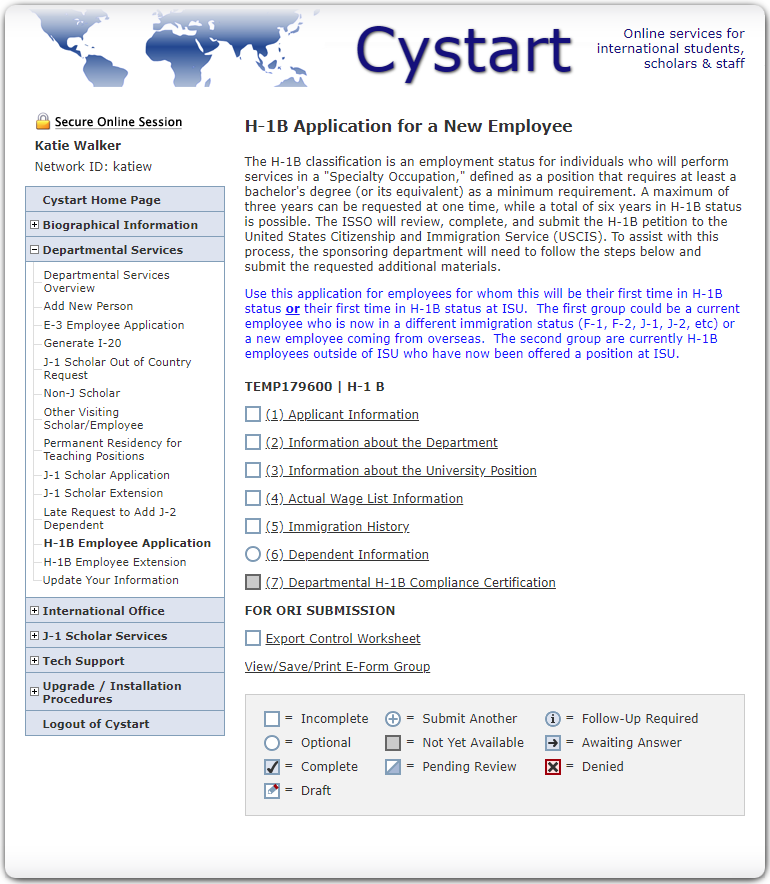 Cystart
Online services for
international students,
scholars & staff
Secure Online Session
Katie Walker
Network ID: katiew
Cystart Home Page
Biographical Information
Departmental Services
Departmental Services
Overview
Add New Person
E-3 Employee Application
Generate I-20
J-1 Scholar Out of Country
Request
Non-J Scholar
Other Visiting
Scholar/Employee
Permanent Residency for
Teaching Positions
J-1 Scholar Application
J-1 Scholar Extension
Late Request to Add J-2
Dependent
H-1B Employee Application
H-1B Employee Extension
Update Your Information
International Office
J-1 Scholar Services
Tech Support
Upgrade / Installation
Procedures
Logout of Cystart
H-1B Application for a New Employee
The H-1B classification is an employment status for individuals who will perform
services in a "Specialty Occupation," defined as a position that requires at least a
bachelor's degree (or its equivalent) as a minimum requirement. A maximum of
three years can be requested at one time, while a total of six years in H-1B status
is possible. The ISSO will review, complete, and submit the H-1B petition to the
United States Citizenship and Immigration Service (USCIS). To assist with this
process, the sponsoring department will need to follow the steps below and
submit the requested additional materials.
Use this application for employees for whom this will be their first time in H-1B
status or their first time in H-1B status at ISU. The first group could be a current
employee who is now in a different immigration status (F-1, F-2, J-1, J-2, etc) or
a new employee coming from overseas. The second group are currently H-1B
employees outside of ISU who have now been offered a position at ISU.
TEMP179600 | H-1 B
(1) Applicant Information
(2) Information about the Department
(3) Information about the University Position
(4) Actual Wage List Information
(5) Immigration History
(6) Dependent Information
(7) Departmental H-1B Compliance Certification
FOR ORI SUBMISSION
Export Control Worksheet
View/Save/Print E-Form Group
= Incomplete = Submit Another = Follow-Up Required
= Optional = Not Yet Available = Awaiting Answer
= Complete = Pending Review = Denied
= Draft